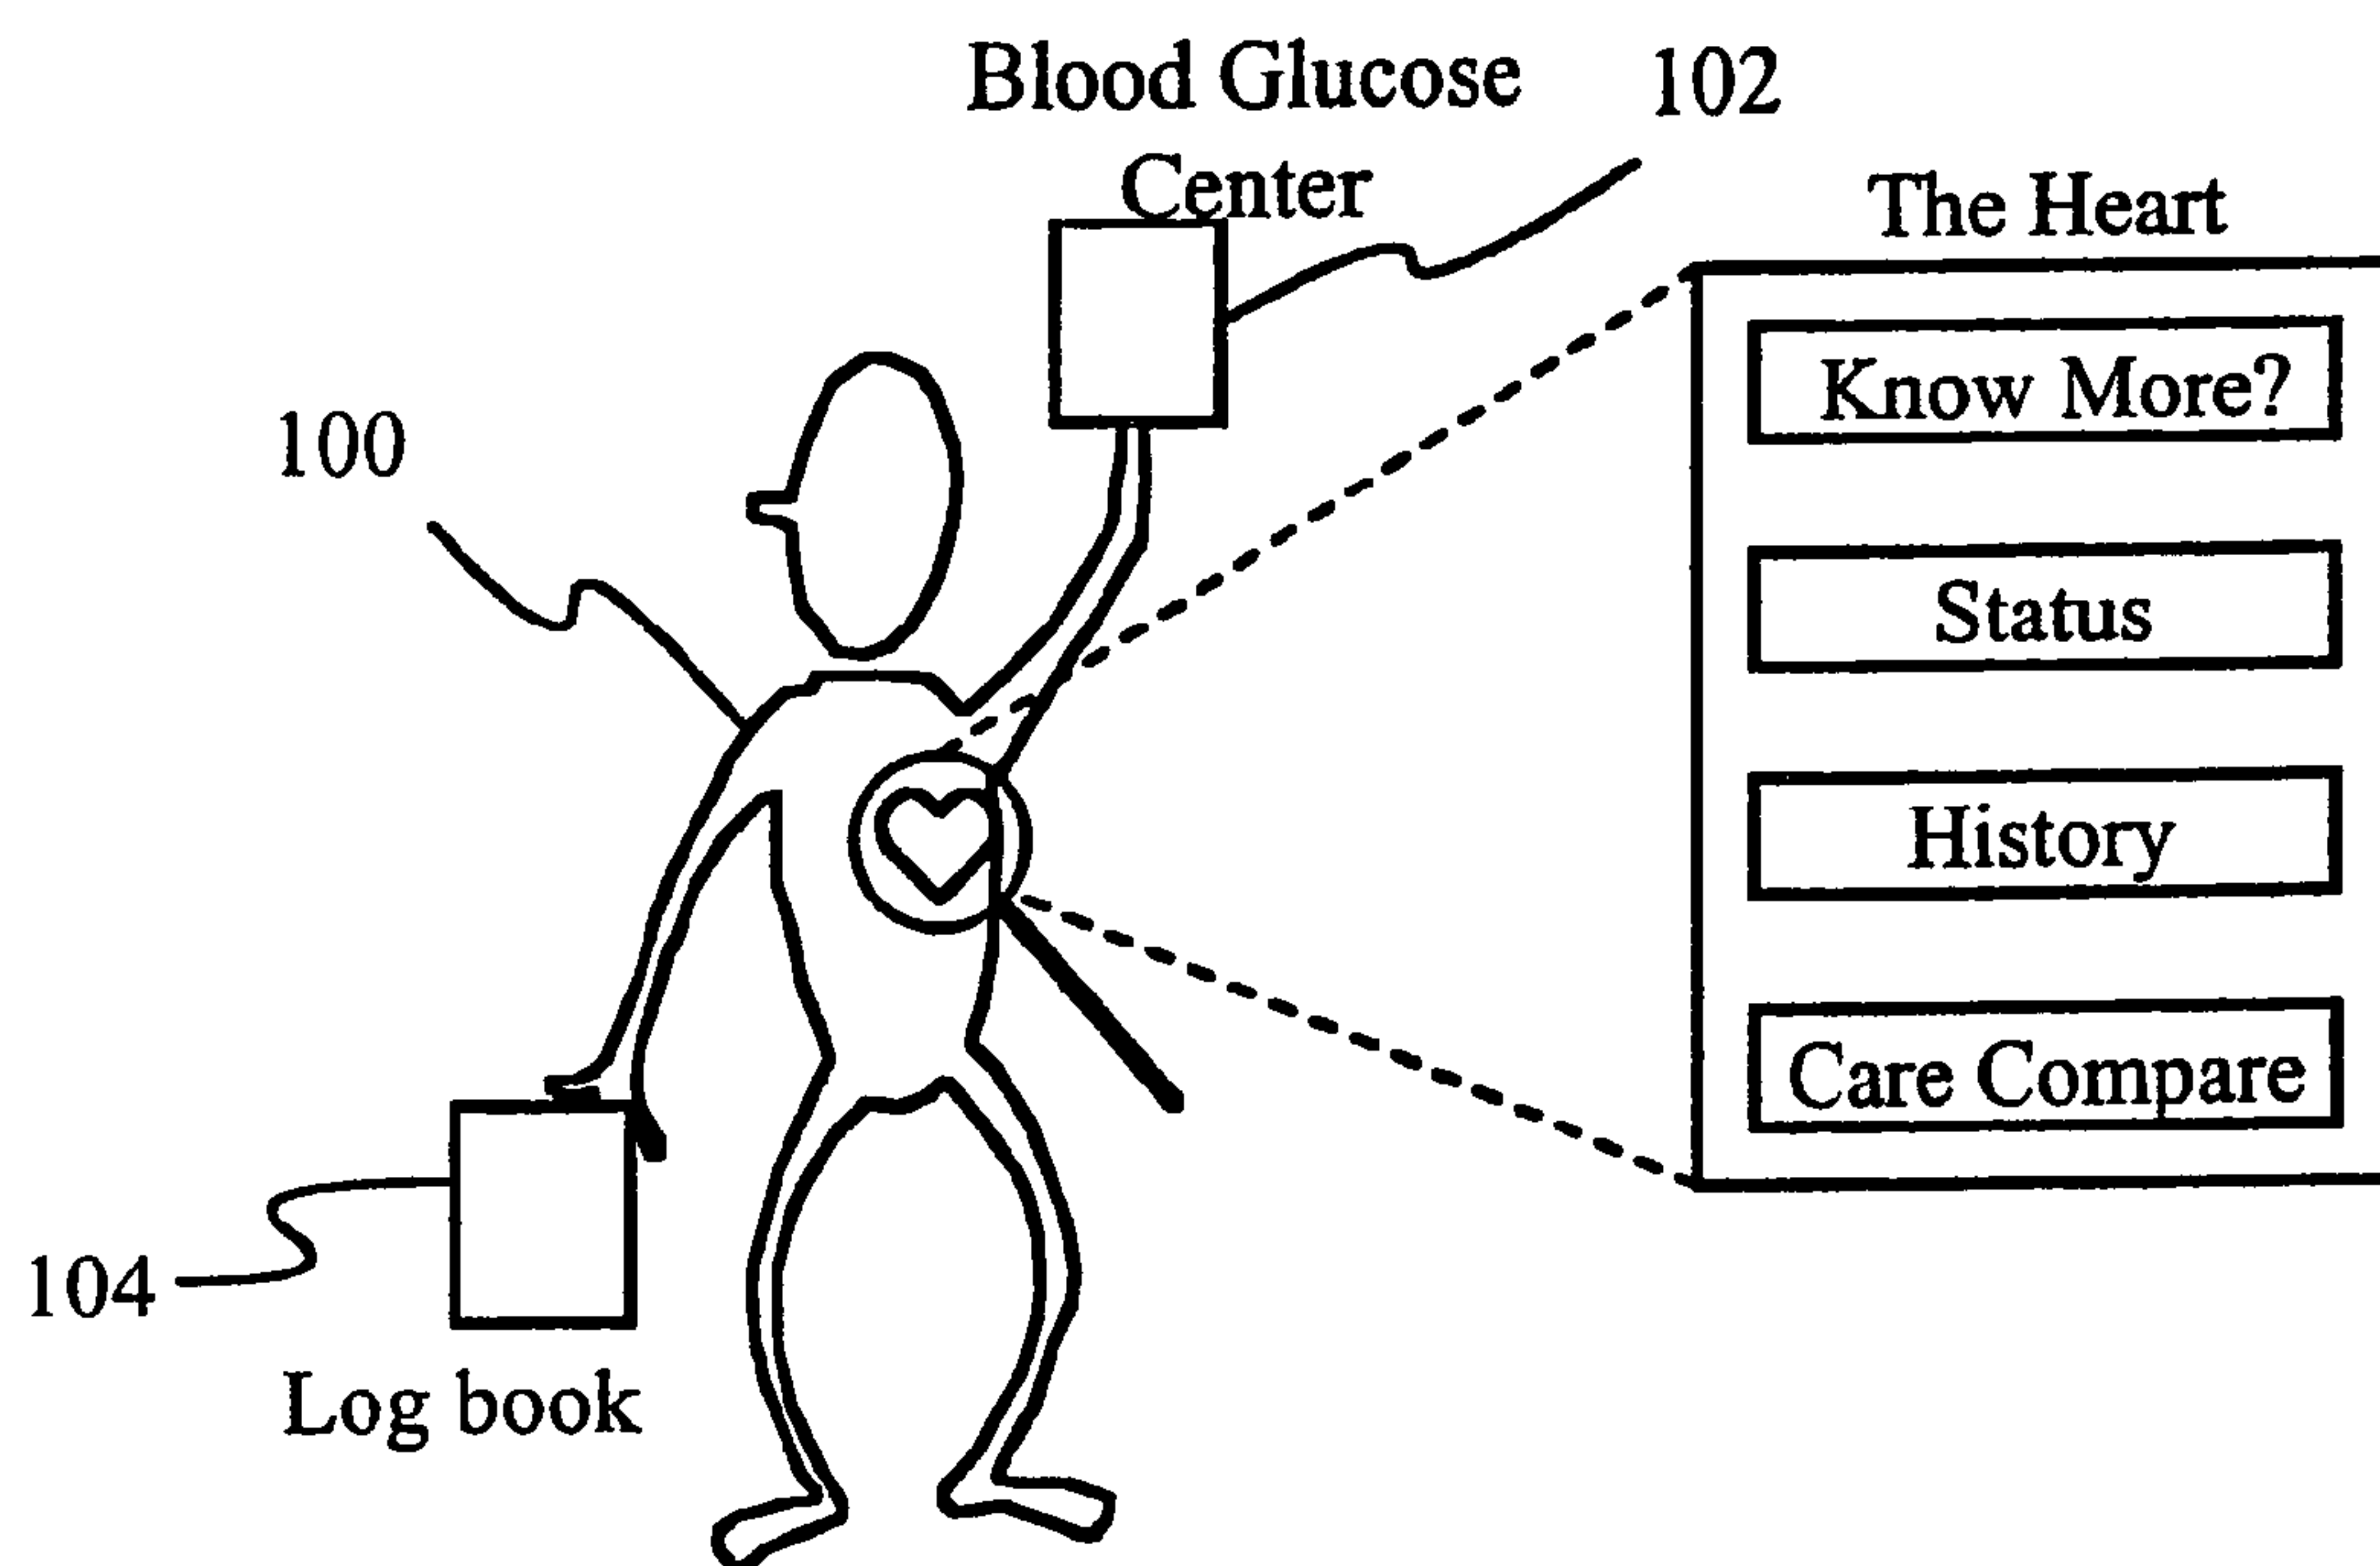 Blood Glucose
Center
102
The Heart
Know More?
100
Status
History
Care Compare
104
Log book